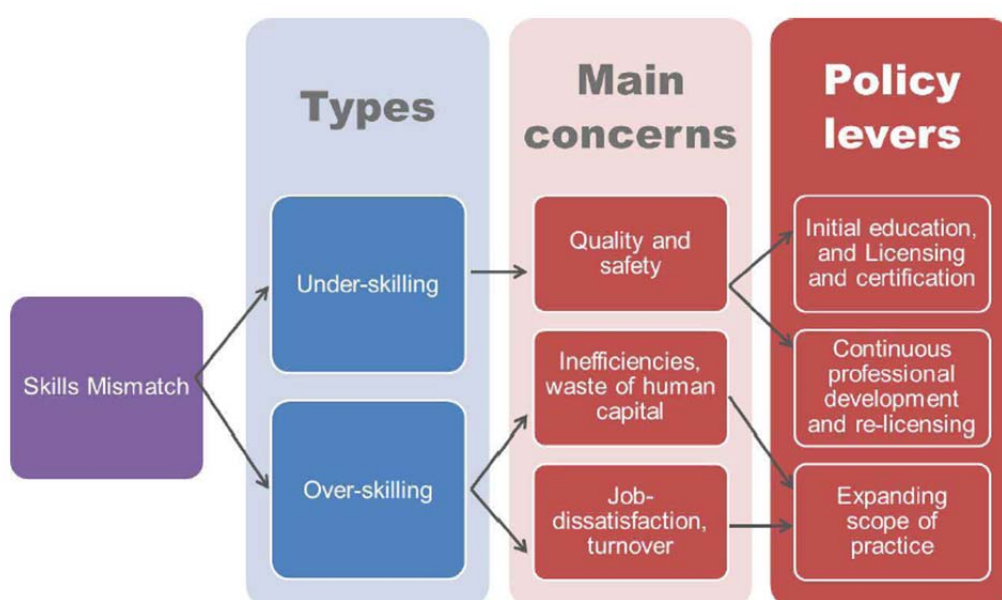 Types
Main
concerns
Policy
levers
Skills Mismatch
Under-skilling
Over-skilling
Quality and
safety
Inefficiencies,
waste of human
capital
Job-
dissatisfaction,
turnover
Initial education,
and Licensing
and certification
Continuous
professional
development
and re-licensing
Expanding
scope of
practice